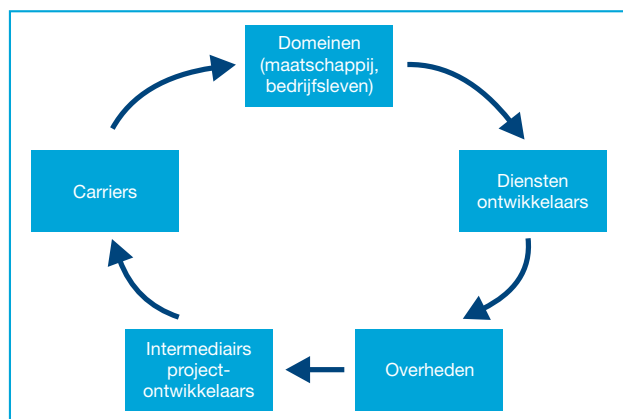 Domeinen
(maatschappij,
bedrijfsleven)
Diensten
ontwikkelaars
Overheden
Intermediairs
project-
ontwikkelaars
Carriers